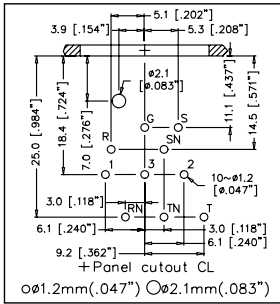 5.1 [.202"]
3.9 [.154"]
5.3 [.208"]
ø2.1
[ø.083"]
11.1 [.437"]
14.5 [.571"]
25.0 [.984"]
18.4 [.724"]
7.0 [.276"]
G
S
R
SN
1
3
2
10~ø1.2
[ø.047"]
3.0
[.118"]
RN
TN
T
6.1 [.240"]
3.0
[.118"]
6.1 [.240"]
9.2 [.362"]
+Panel cutout CL
oø1.2mm(.047") Oø2.1mm(.083")